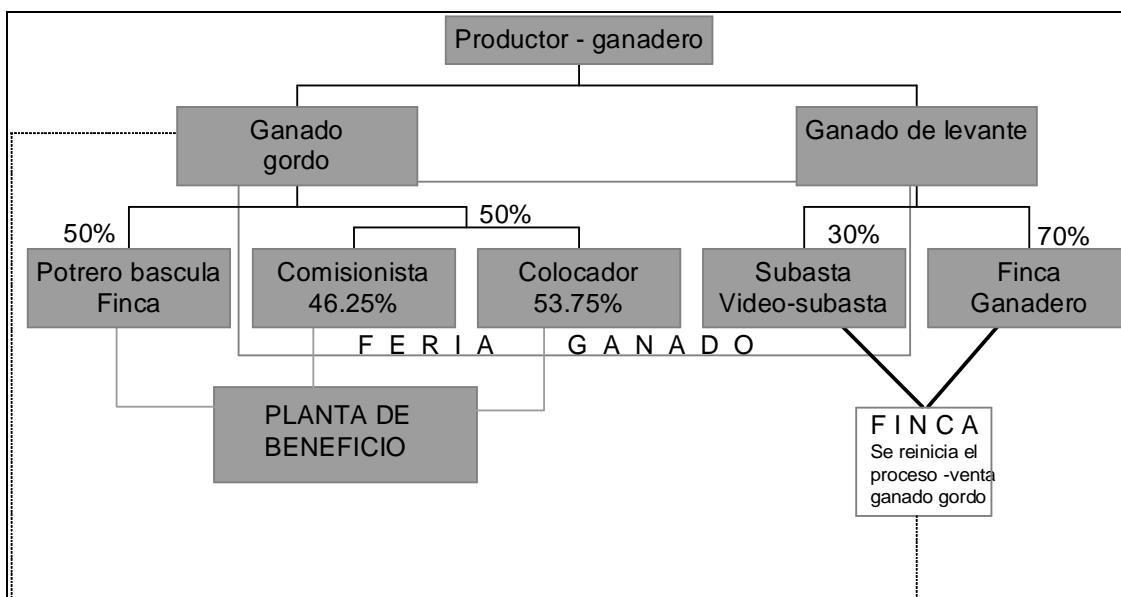 Productor - ganadero
Ganado
gordo
Ganado de levante
50%
50%
30%
70%
Potrero bascula
Finca
Comisionista
46.25%
Colocador
53.75%
Subasta
Video-subasta
Finca
Ganadero
F E R I A G A N A D O
PLANTA DE
BENEFICIO
F I N C A
Se reinicia el
proceso -venta
ganado gordo